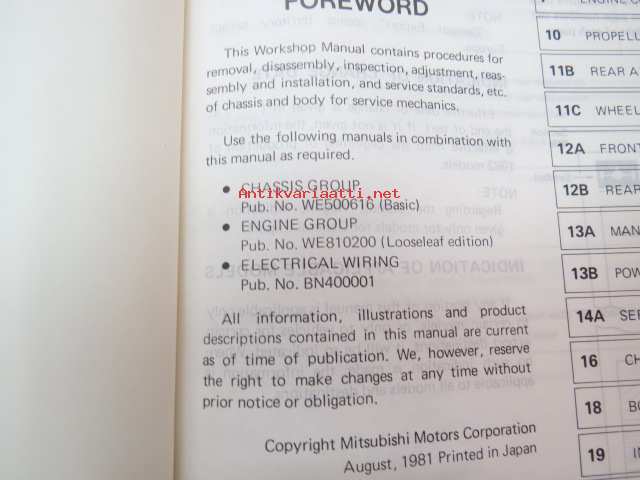 FOREWORD
This Workshop Manual contains procedures for
removal, disassembly, inspection, adjustment, reas-
sembly and installation, and service standards, etc.
of chassis and body for service mechanics.
Use the following manuals in combination with
this manual as required.
● CHASSIS GROUP
Antikvariaatti.net
Pub. No. WE500616 (Basic)
● ENGINE GROUP
Pub. No. WE810200 (Looseleaf edition)
● ELECTRICAL WIRING
Pub. No. BN400001
All information, illustrations and product
descriptions contained in this manual are current
as of time of publication. We, however, reserve
the right to make changes at any time without
prior notice or obligation.
Copyright Mitsubishi Motors Corporation
August, 1981 Printed in Japan
10 PROPELL
11B REAR A
11C WHEEL
12A FRONT
12B REAR
13A MAN
13B POW
14A SER
16 CH
18 BO
19 IN